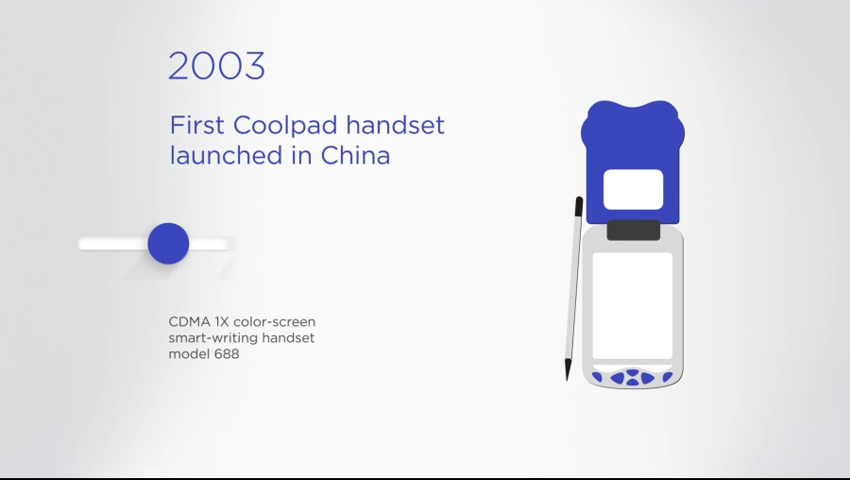 2003
First Coolpad handset
launched in China
CDMA 1X color-screen
smart-writing handset
model 688